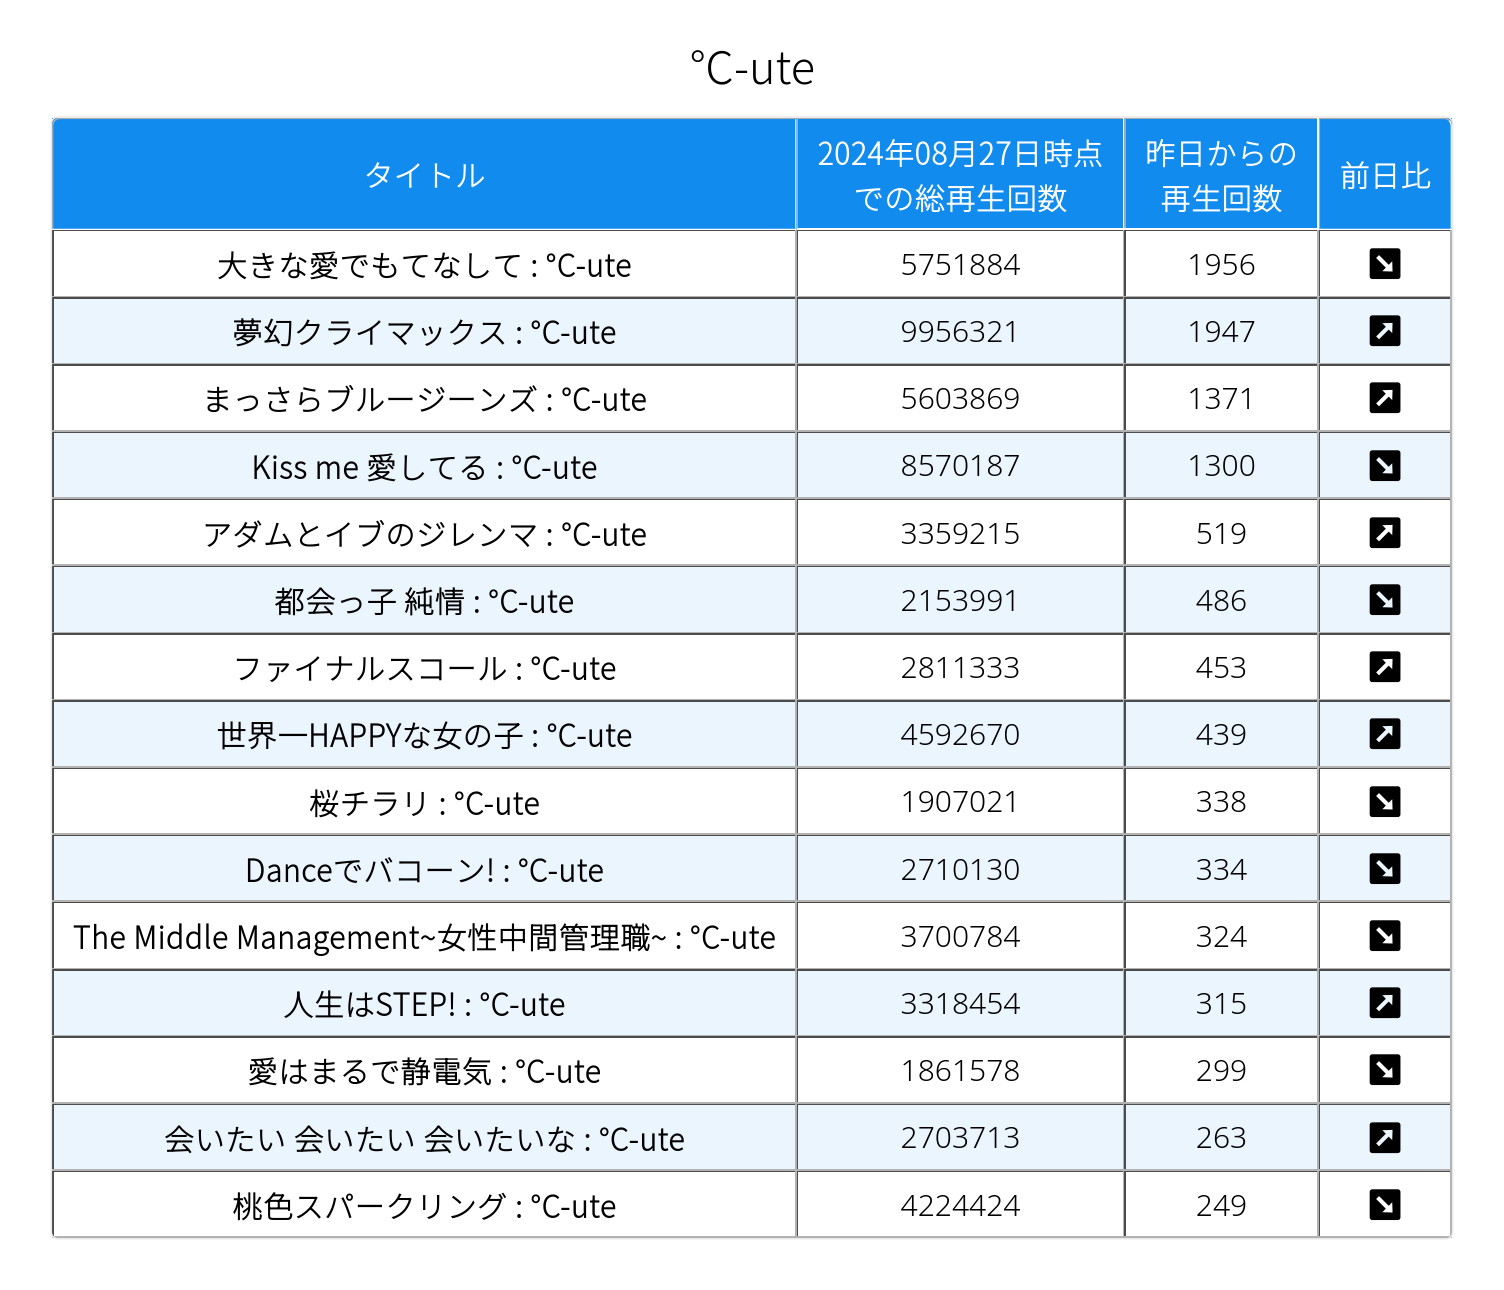 ℃-ute
タイトル
2024年08月27日時点
での総再生回数
昨日からの
再生回数
前日比
大きな愛でもてなして : ℃-ute 5751884 1956 ↘
夢幻クライマックス : ℃-ute 9956321 1947 ↗
まっさらブルージーンズ : ℃-ute 5603869 1371 ↗
Kiss me 愛してる : ℃-ute 8570187 1300 ↘
アダムとイブのジレンマ : ℃-ute 3359215 519 ↗
都会っ子 純情 : ℃-ute 2153991 486 ↘
ファイナルスコール : ℃-ute 2811333 453 ↗
世界一HAPPYな女の子 : ℃-ute 4592670 439 ↗
桜チラリ : ℃-ute 1907021 338 ↘
Danceでバコーン! : ℃-ute 2710130 334 ↘
The Middle Management~女性中間管理職~ : ℃-ute 3700784 324 ↘
人生はSTEP! : ℃-ute 3318454 315 ↗
愛はまるで静電気 : ℃-ute 1861578 299 ↘
会いたい 会いたい 会いたいな : ℃-ute 2703713 263 ↗
桃色スパークリング : ℃-ute 4224424 249 ↘